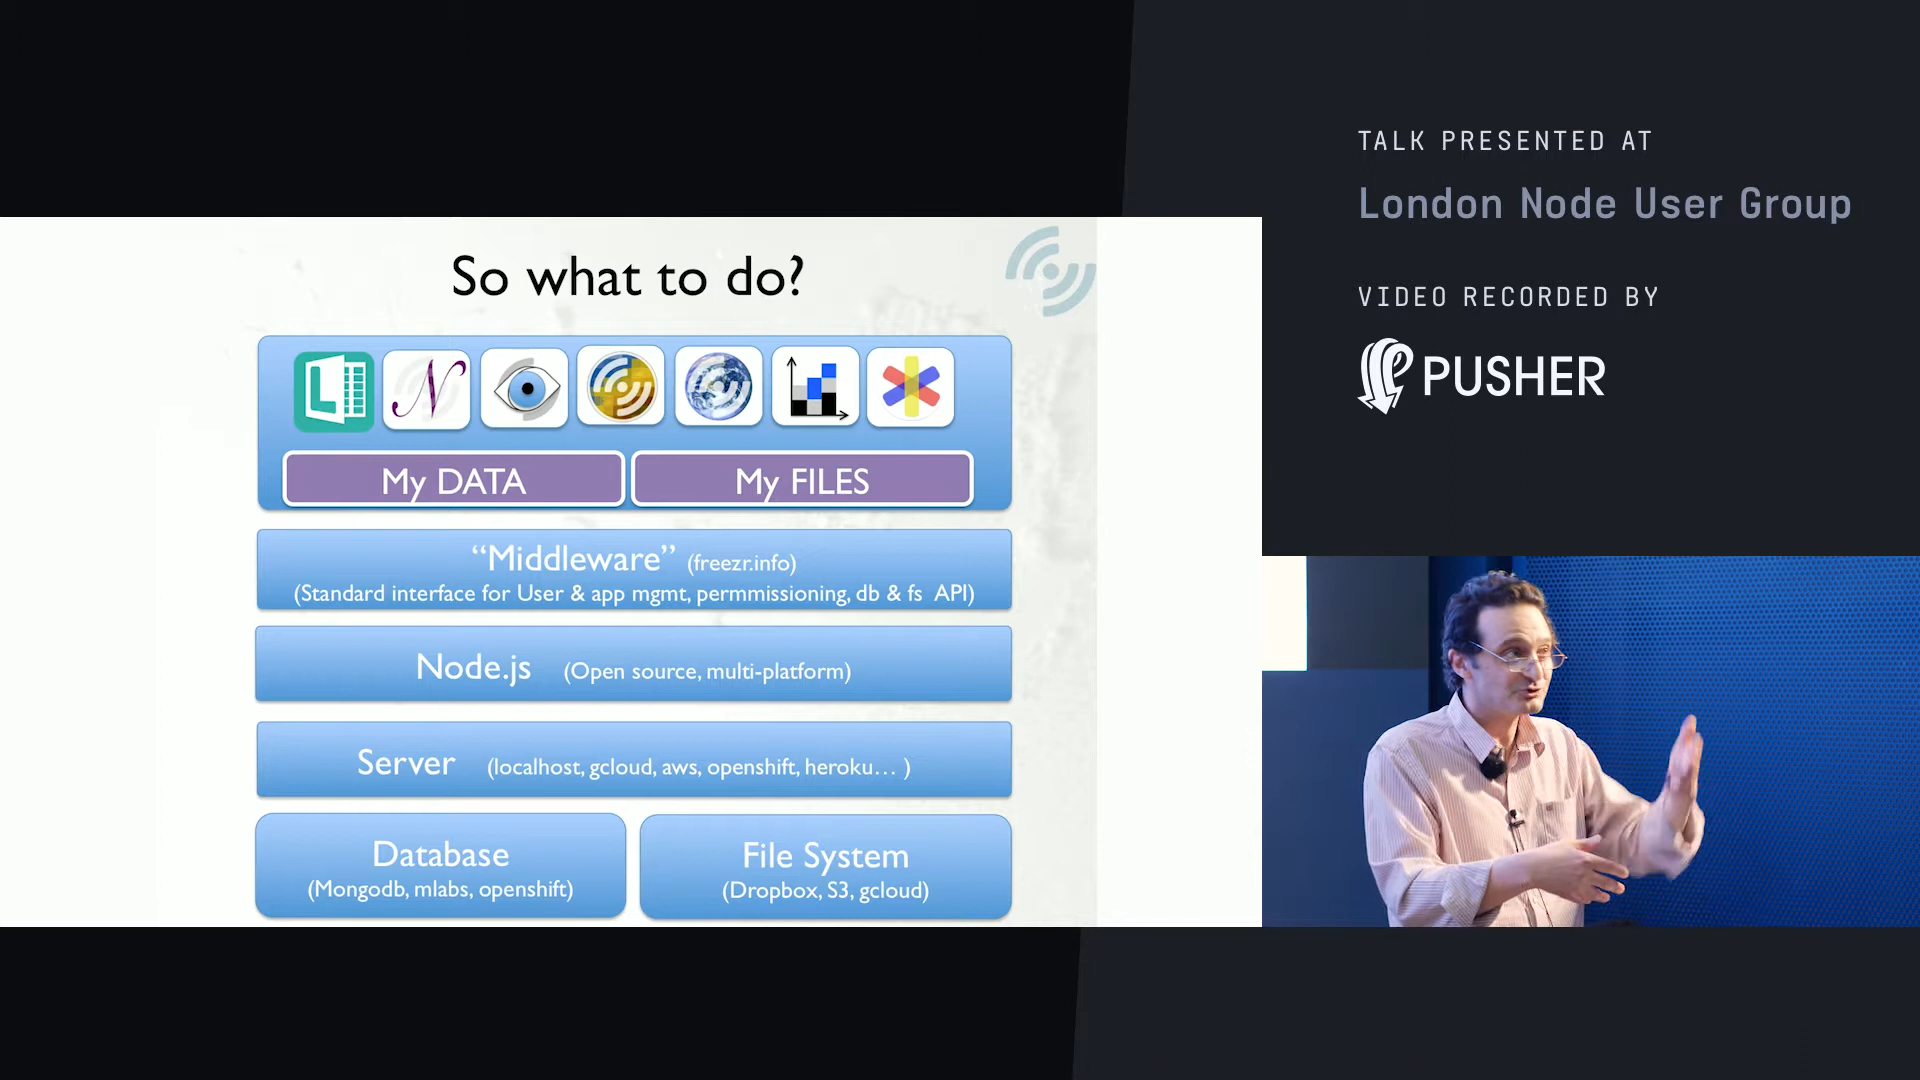 So what to do?
L
N
My DATA
My FILES
“Middleware” (freezr.info)
(Standard interface for User & app mgmt, permmissioning, db & fs API)
Node.js (Open source, multi-platform)
Server (localhost, gcloud, aws, openshift, heroku... )
Database
(Mongodb, mlabs, openshift)
File System
(Dropbox, S3, gcloud)
TALK PRESENTED AT
London Node User Group
VIDEO RECORDED BY
PUSHER